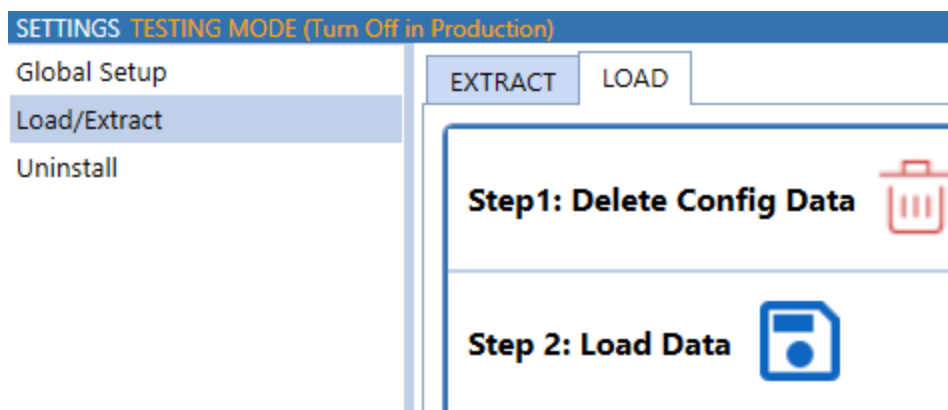 SETTINGS TESTING MODE (Turn Off in Production)
Global Setup
Load/Extract
Uninstall
EXTRACT LOAD
Step1: Delete Config Data
Step 2: Load Data